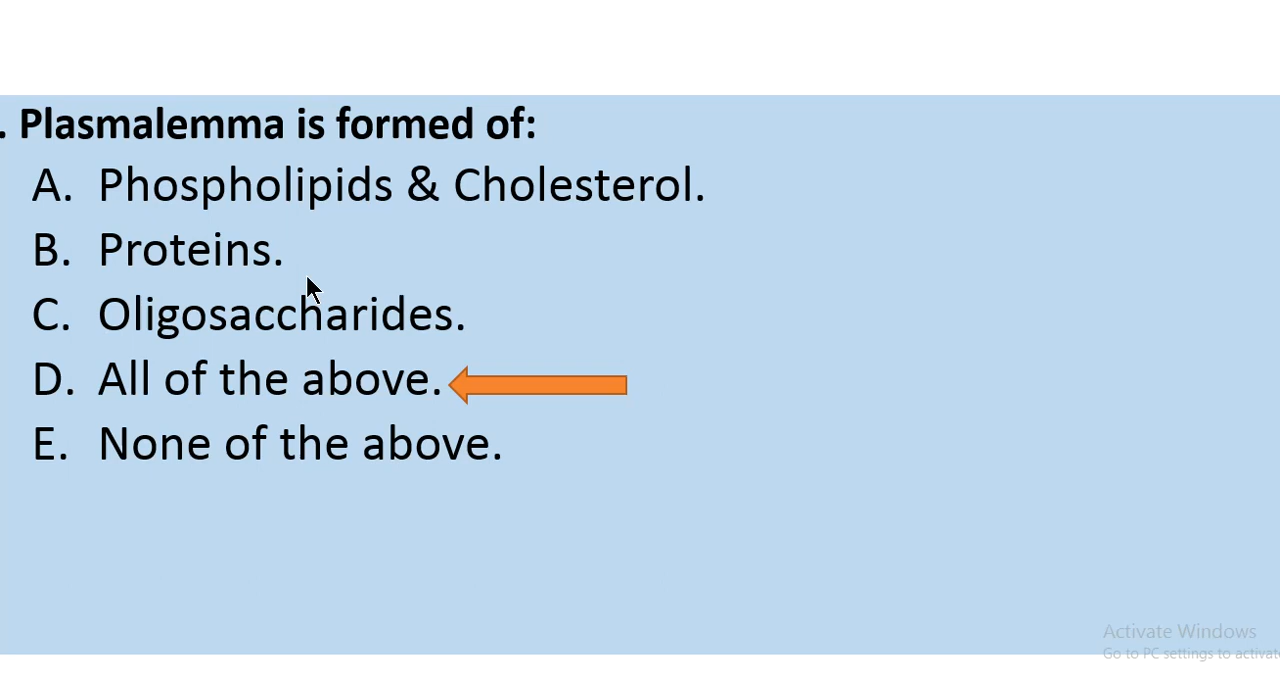 . Plasmalemma is formed of:
A. Phospholipids & Cholesterol.
B. Proteins.
C. Oligosaccharides.
D. All of the above.
E. None of the above.
Activate Windows
Go to PC settings to activat